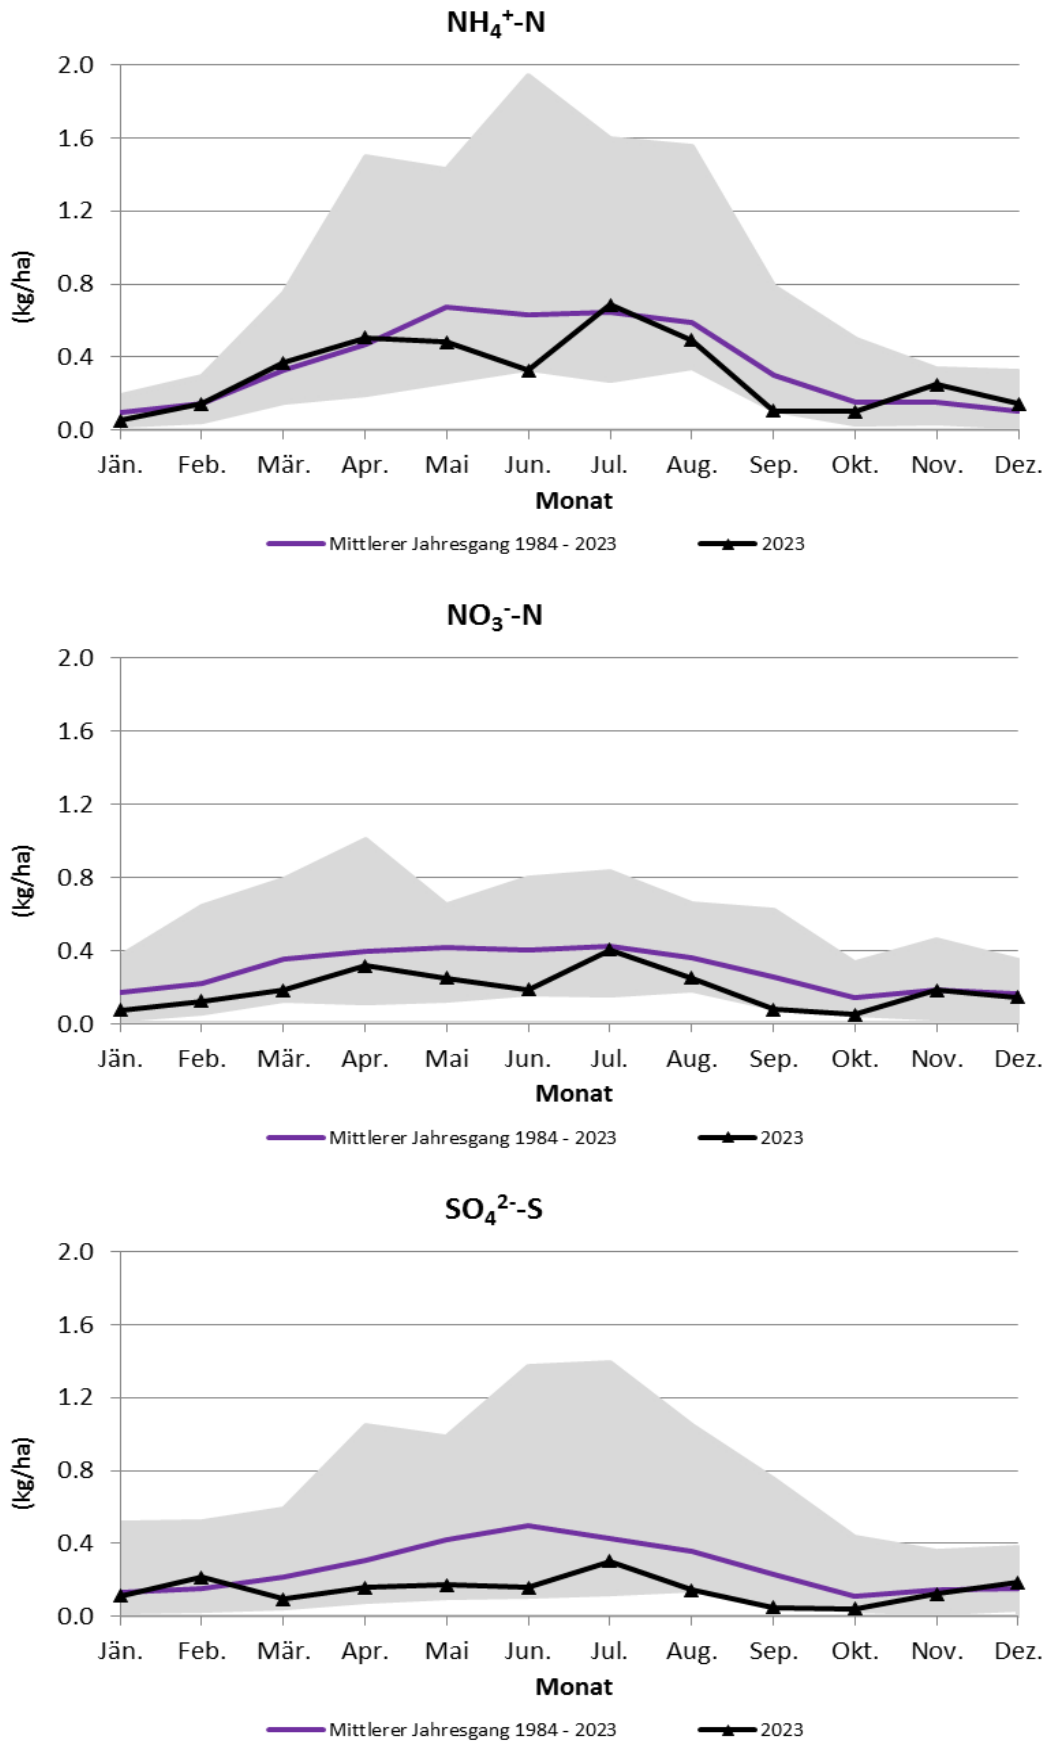 NH₄⁺-N
2.0
1.6
1.2
0.8
0.4
0.0
(kg/ha)
Jän. Feb. Mär. Apr. Mai Jun. Jul. Aug. Sep. Okt. Nov. Dez.
Monat
Mittlerer Jahresgang 1984 - 2023 2023
NO₃⁻-N
2.0
1.6
1.2
0.8
0.4
0.0
(kg/ha)
Jän. Feb. Mär. Apr. Mai Jun. Jul. Aug. Sep. Okt. Nov. Dez.
Monat
Mittlerer Jahresgang 1984 - 2023 2023
SO₄²⁻-S
2.0
1.6
1.2
0.8
0.4
0.0
(kg/ha)
Jän. Feb. Mär. Apr. Mai Jun. Jul. Aug. Sep. Okt. Nov. Dez.
Monat
Mittlerer Jahresgang 1984 - 2023 2023